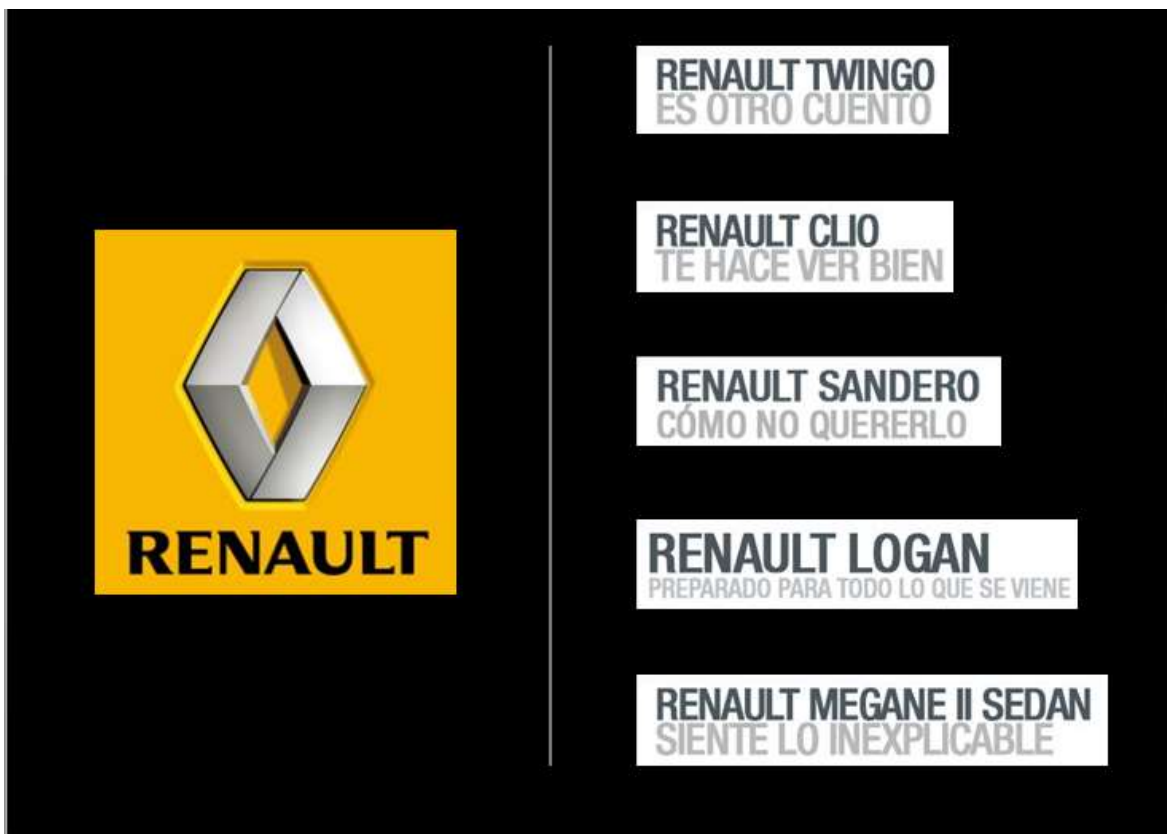 RENAULT
RENAULT TWINGO
ES OTRO CUENTO
RENAULT CLIO
TE HACE VER BIEN
RENAULT SANDERO
CÓMO NO QUERERLO
RENAULT LOGAN
PREPARADO PARA TODO LO QUE SE VIENE
RENAULT MEGANE II SEDAN
SIENTE LO INEXPLICABLE